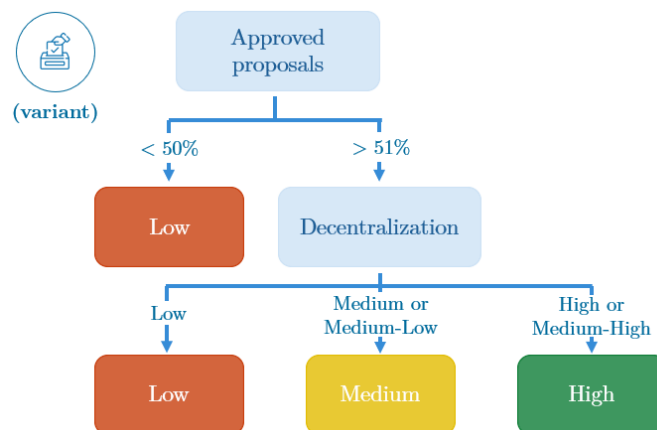 Approved
proposals
(variant)
< 50%
> 51%
Low
Decentralization
Low
Medium or
Medium-Low
High or
Medium-High
Low
Medium
High